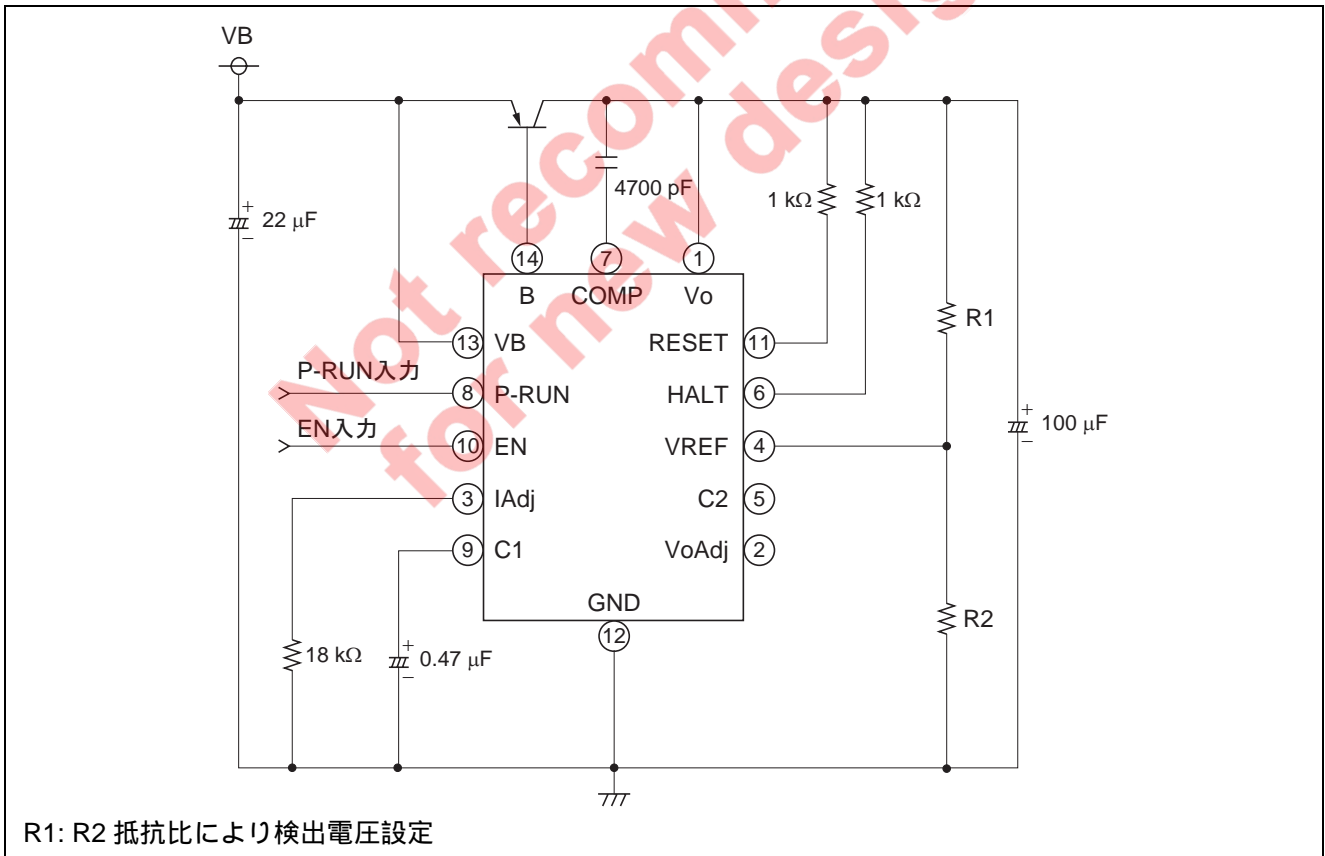 VB
22 μF
4700 pF
1 kΩ
1 kΩ
R1
14
7
1
B
COMP
Vo
13
VB
RESET
11
P-RUN入力
8
P-RUN
HALT
6
100 μF
EN入力
10
EN
VREF
4
3
IAdj
C2
5
9
C1
VoAdj
2
GND
12
R2
18 kΩ
0.47 μF
R1: R2 抵抗比により検出電圧設定
Not recomm
for new desig